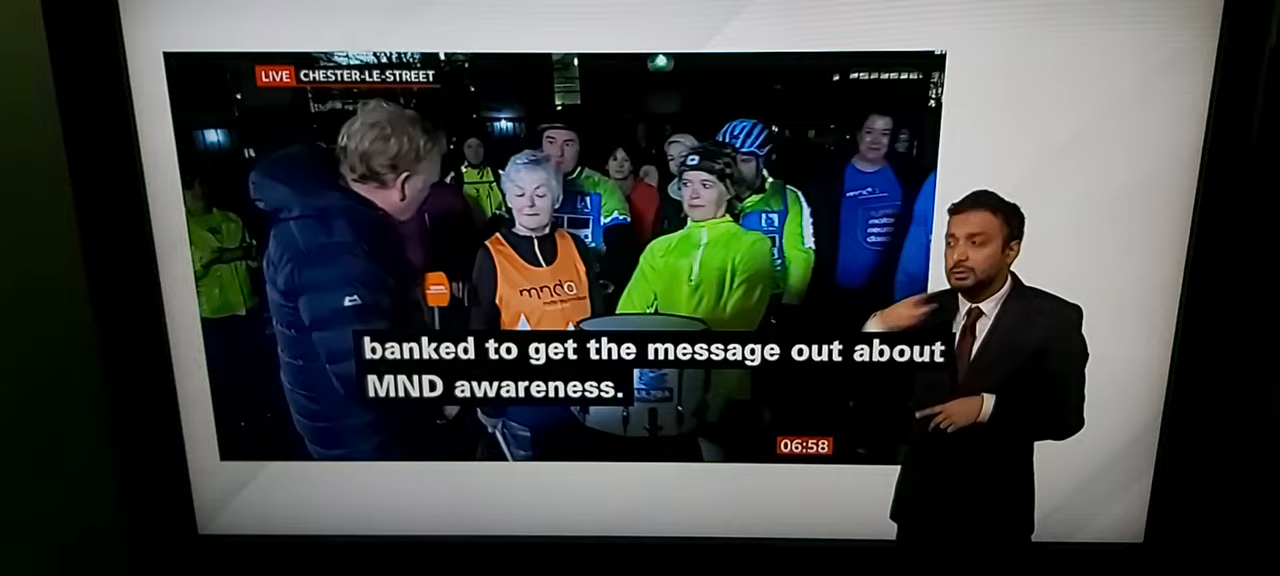 LIVE CHESTER-LE-STREET
mnda
banked to get the message out about
MND awareness.
06:58